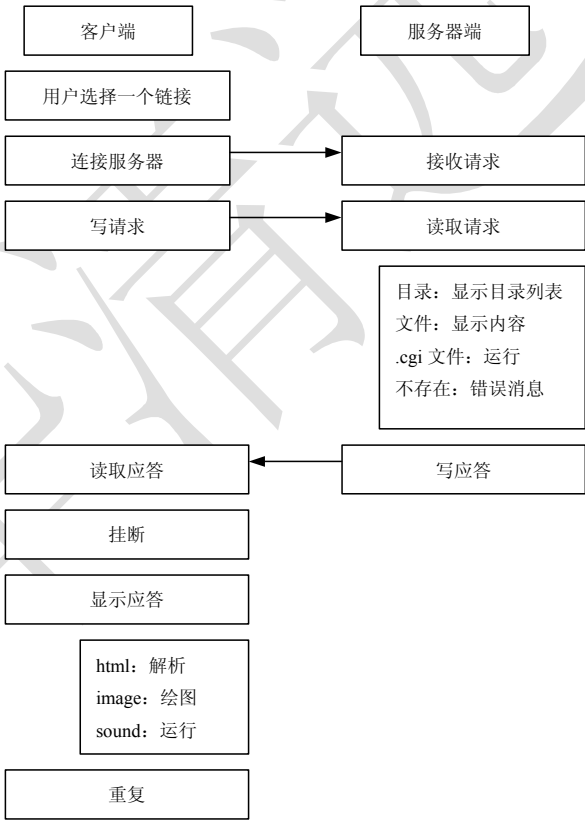 客户端
服务器端
用户选择一个链接
连接服务器
接收请求
写请求
读取请求
目录：显示目录列表
文件：显示内容
.cgi 文件：运行
不存在：错误消息
读取应答
写应答
挂断
显示应答
html：解析
image：绘图
sound：运行
重复